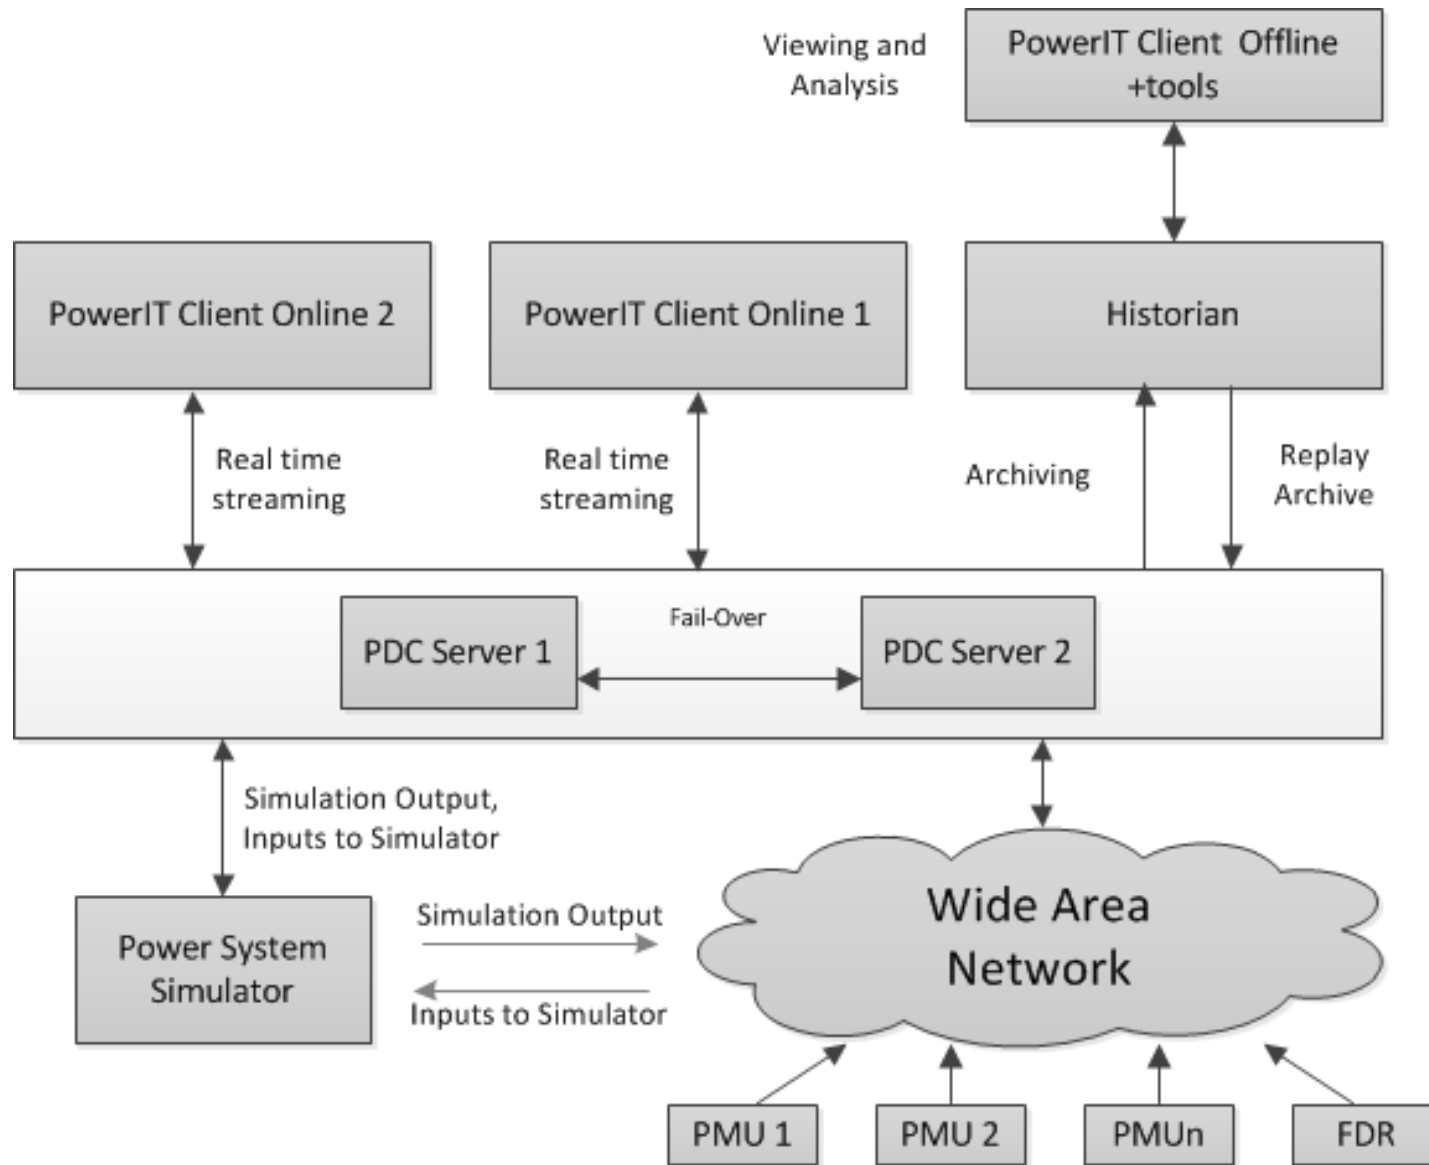 Viewing and
Analysis
PowerIT Client Offline
+tools
PowerIT Client Online 2
PowerIT Client Online 1
Historian
Real time
streaming
Real time
streaming
Archiving
Replay
Archive
Fail-Over
PDC Server 1
PDC Server 2
Simulation Output,
Inputs to Simulator
Power System
Simulator
Simulation Output
Inputs to Simulator
Wide Area
Network
PMU 1
PMU 2
PMUn
FDR